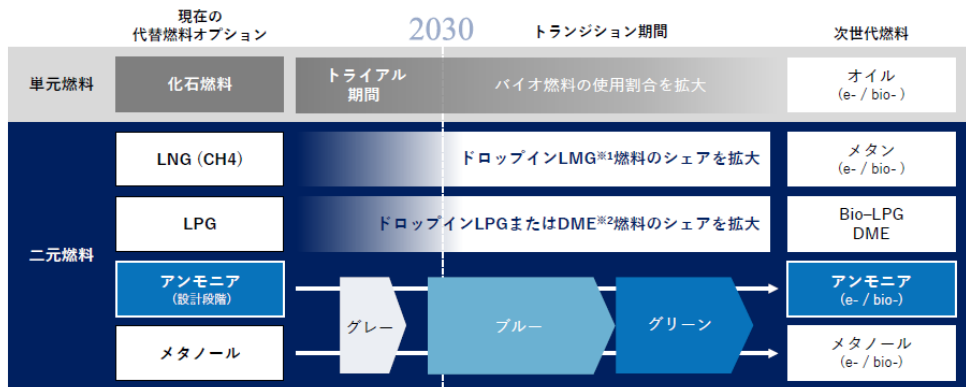 現在の
代替燃料オプション
2030
トランジション期間
次世代燃料
単元燃料
化石燃料
トライアル
期間
バイオ燃料の使用割合を拡大
オイル
(e- / bio- )
二元燃料
LNG (CH4)
ドロップインLMG※1燃料のシェアを拡大
メタン
(e- / bio- )
LPG
ドロップインLPGまたはDME※2燃料のシェアを拡大
Bio–LPG
DME
アンモニア
(設計段階)
グレー
ブルー
グリーン
アンモニア
(e- / bio-)
メタノール
メタノール
(e- / bio-)